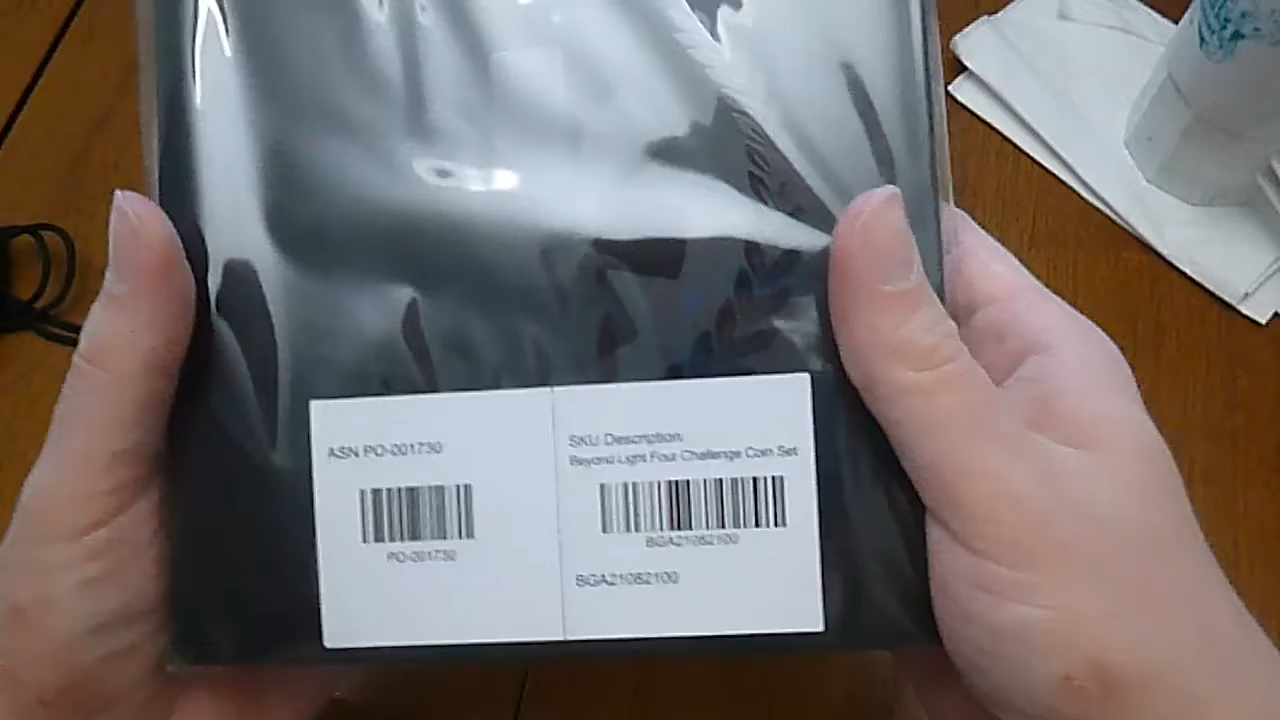 ASN PO-001730
PO-001730
SKU Description
Beyond Light Four Challenge Coin Set
BGA21082100
BGA21082100